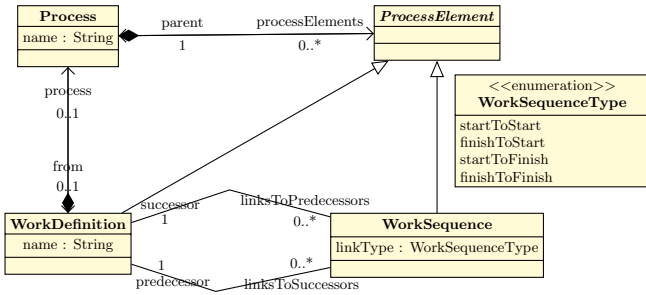 Process
name : String
parent
1
processElements
0..*
ProcessElement
<<enumeration>>
WorkSequenceType
startToStart
finishToStart
startToFinish
finishToFinish
process
0..1
from
0..1
successor
1
linksToPredecessors
0..*
WorkDefinition
name : String
WorkSequence
linkType : WorkSequenceType
1
predecessor
0..*
linksToSuccessors